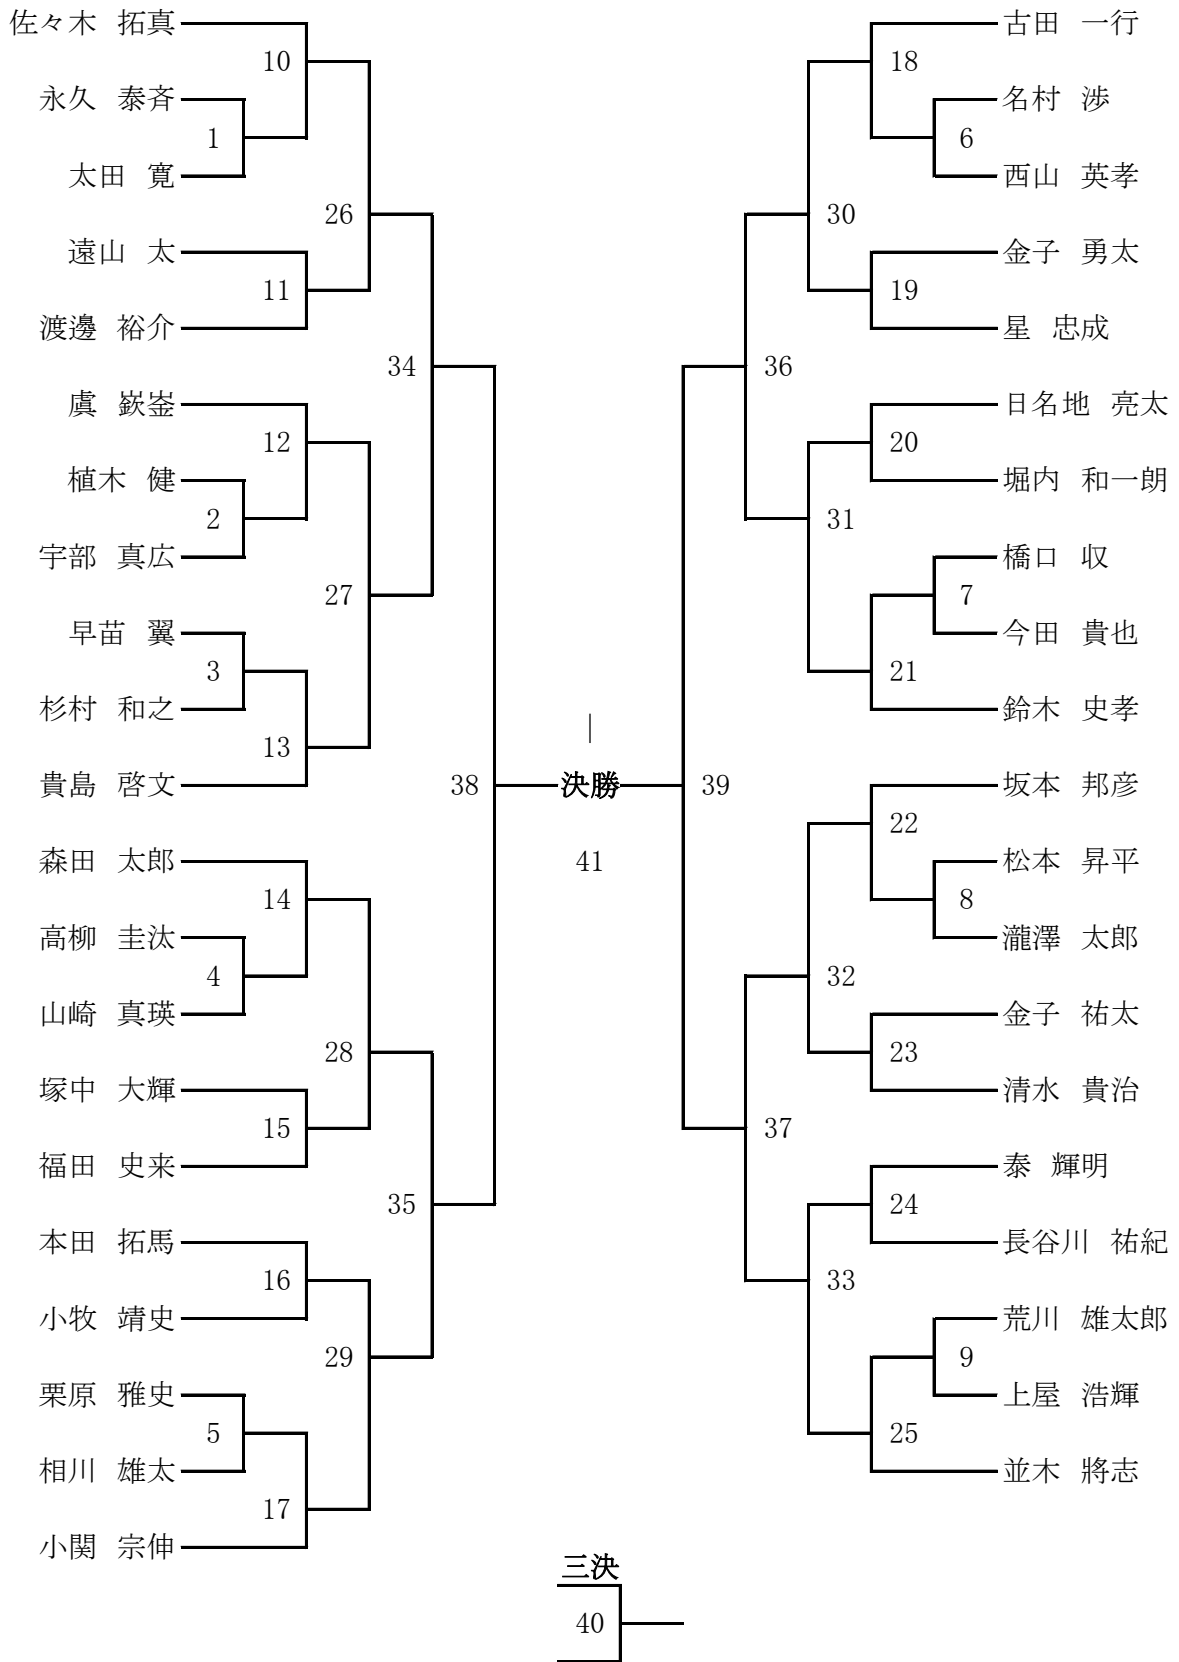 佐々木 拓真
10
永久 泰斉
1
太田 寛
26
遠山 太
11
渡邊 裕介
34
虞 嶔崟
12
植木 健
2
宇部 真広
27
早苗 翼
3
杉村 和之
13
貴島 啓文
38
森田 太郎
14
高柳 圭汰
4
山崎 真瑛
28
塚中 大輝
15
福田 史来
35
本田 拓馬
16
小牧 靖史
29
栗原 雅史
5
相川 雄太
17
小関 宗伸
|
決勝
41
三決
40
古田 一行
18
名村 渉
6
西山 英孝
30
金子 勇太
19
星 忠成
36
日名地 亮太
20
堀内 和一朗
31
橋口 収
7
今田 貴也
21
鈴木 史孝
39
坂本 邦彦
22
松本 昇平
8
瀧澤 太郎
32
金子 祐太
23
清水 貴治
37
泰 輝明
24
長谷川 祐紀
33
荒川 雄太郎
9
上屋 浩輝
25
並木 將志